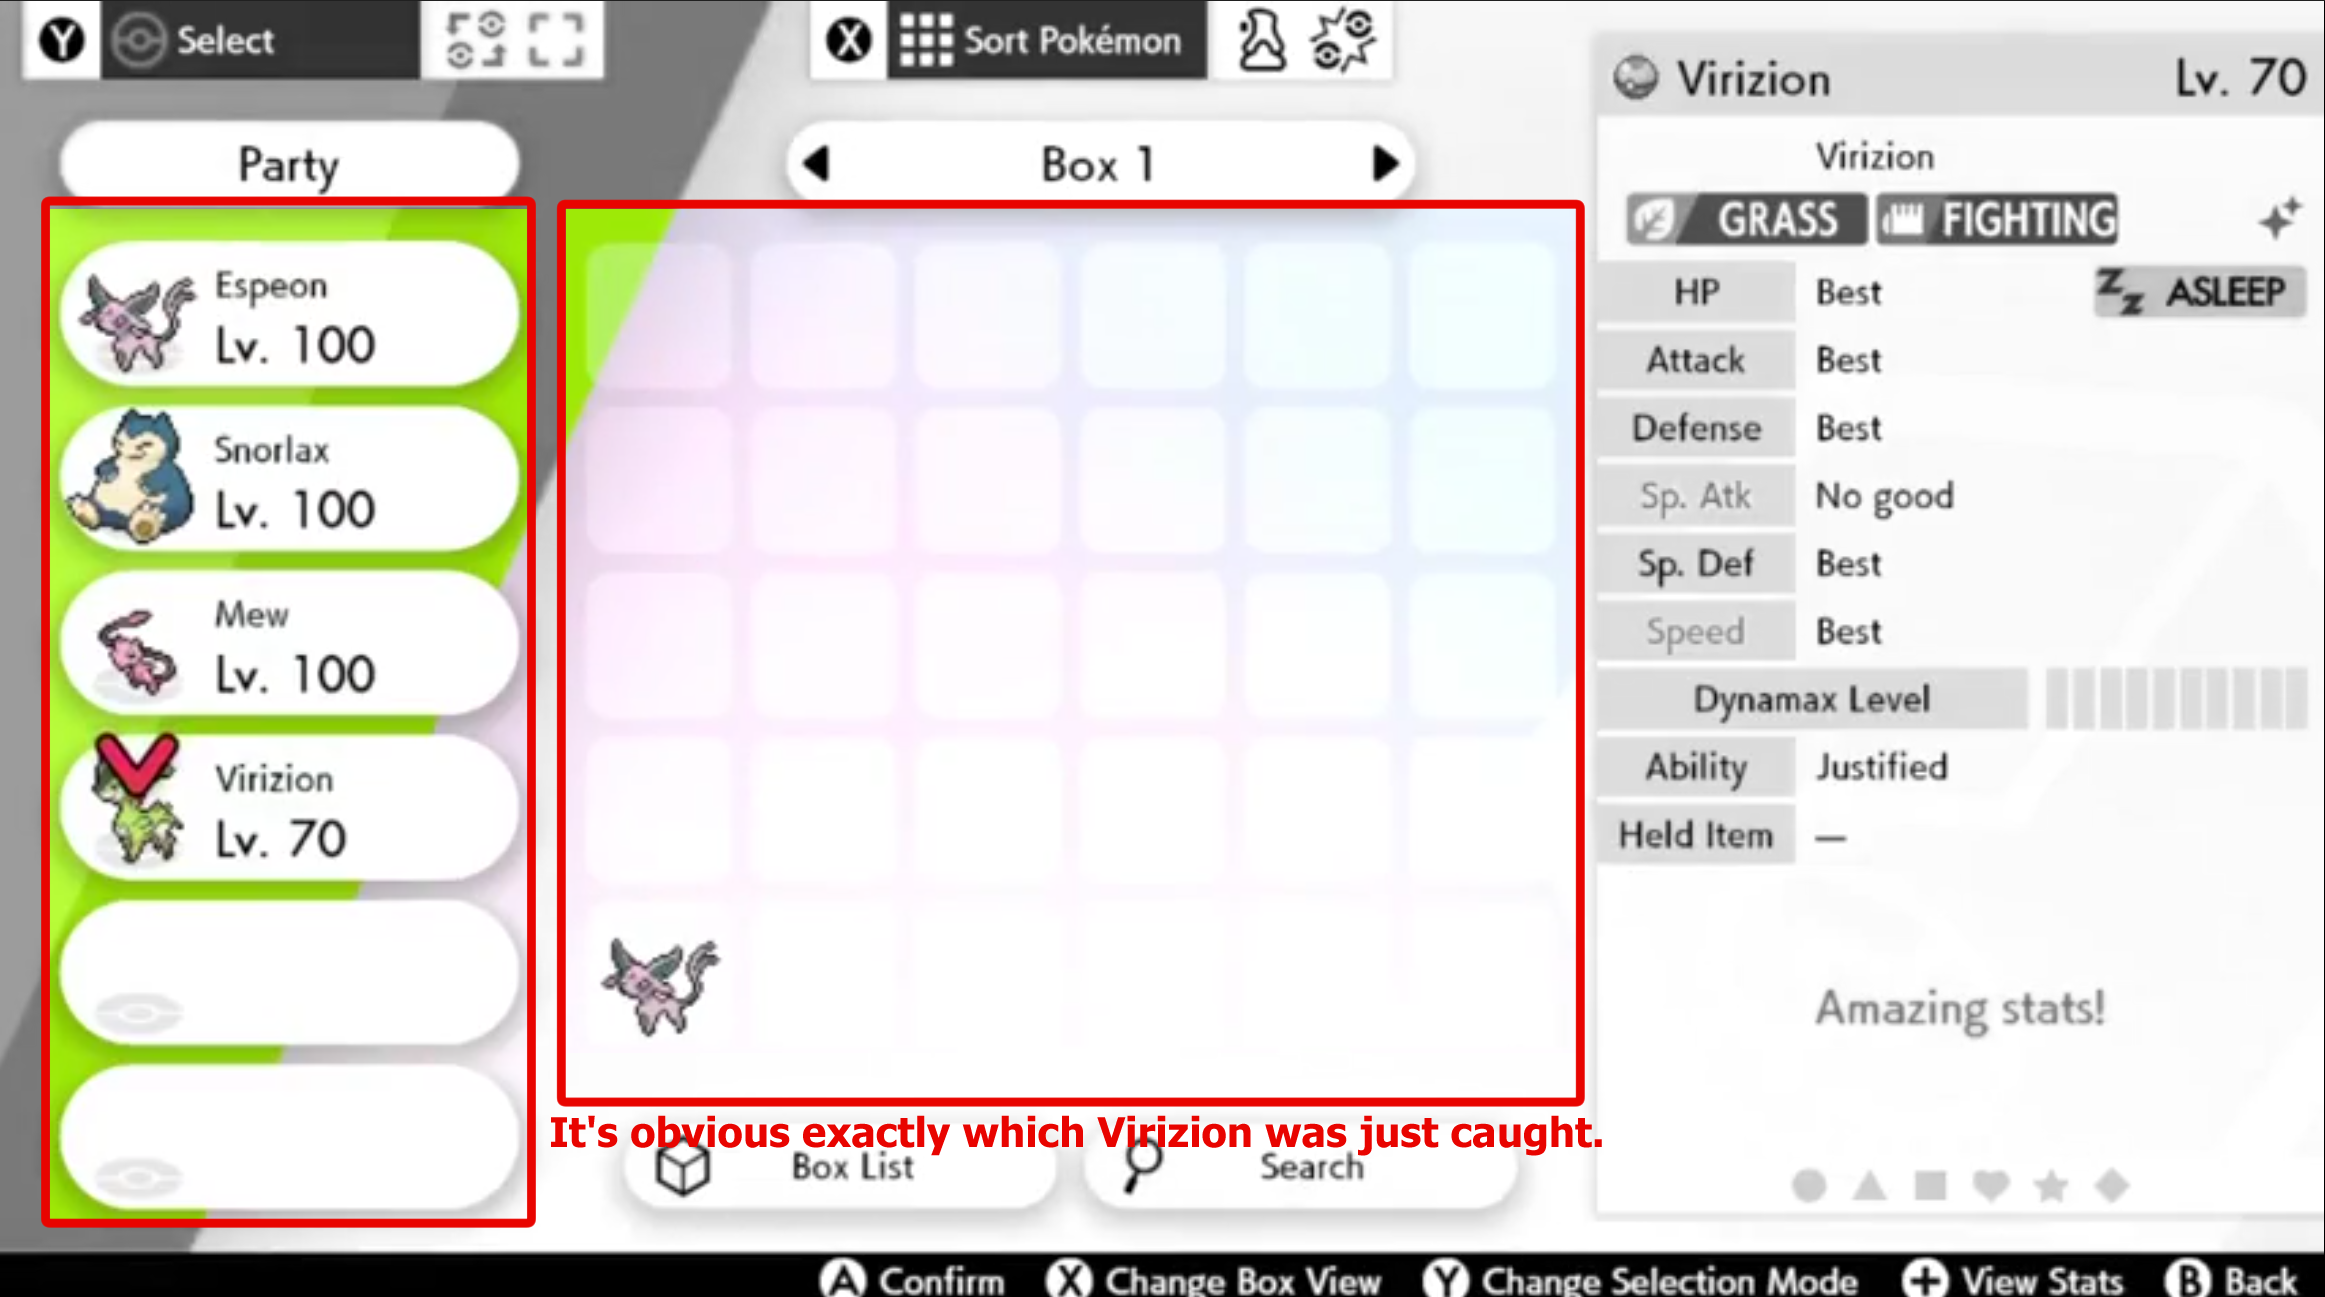 Y Select
X Sort Pokémon
Party
Box 1
Espeon
Lv. 100
Snorlax
Lv. 100
Mew
Lv. 100
Virizion
Lv. 70
Virizion Lv. 70
Virizion
GRASS FIGHTING
HP Best ASLEEP
Attack Best
Defense Best
Sp. Atk No good
Sp. Def Best
Speed Best
Dynamax Level
Ability Justified
Held Item —
Amazing stats!
It's obvious exactly which Virizion was just caught.
Box List Search
A Confirm X Change Box View Y Change Selection Mode + View Stats B Back